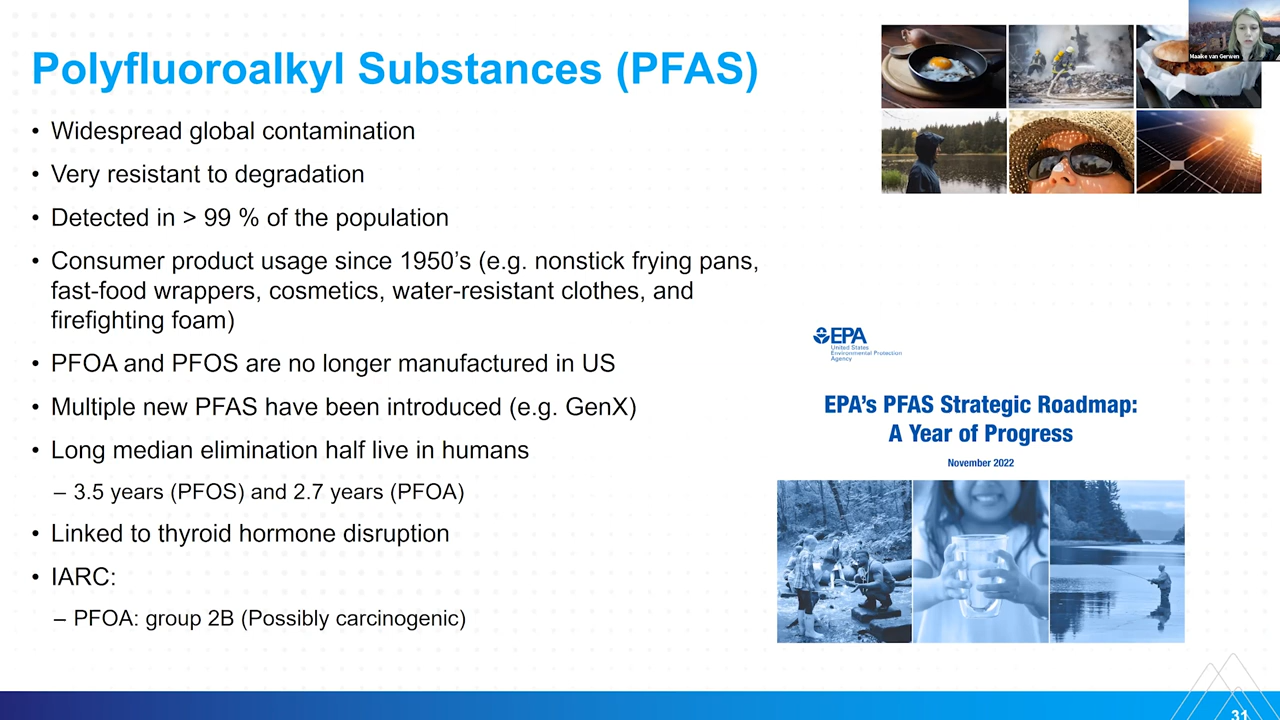 Polyfluoroalkyl Substances (PFAS)
Maaike van Gerwen
• Widespread global contamination
• Very resistant to degradation
• Detected in > 99 % of the population
• Consumer product usage since 1950’s (e.g. nonstick frying pans,
fast-food wrappers, cosmetics, water-resistant clothes, and
firefighting foam)
• PFOA and PFOS are no longer manufactured in US
• Multiple new PFAS have been introduced (e.g. GenX)
• Long median elimination half live in humans
– 3.5 years (PFOS) and 2.7 years (PFOA)
• Linked to thyroid hormone disruption
• IARC:
– PFOA: group 2B (Possibly carcinogenic)
EPA
United States
Environmental Protection
Agency
EPA’s PFAS Strategic Roadmap:
A Year of Progress
November 2022
31